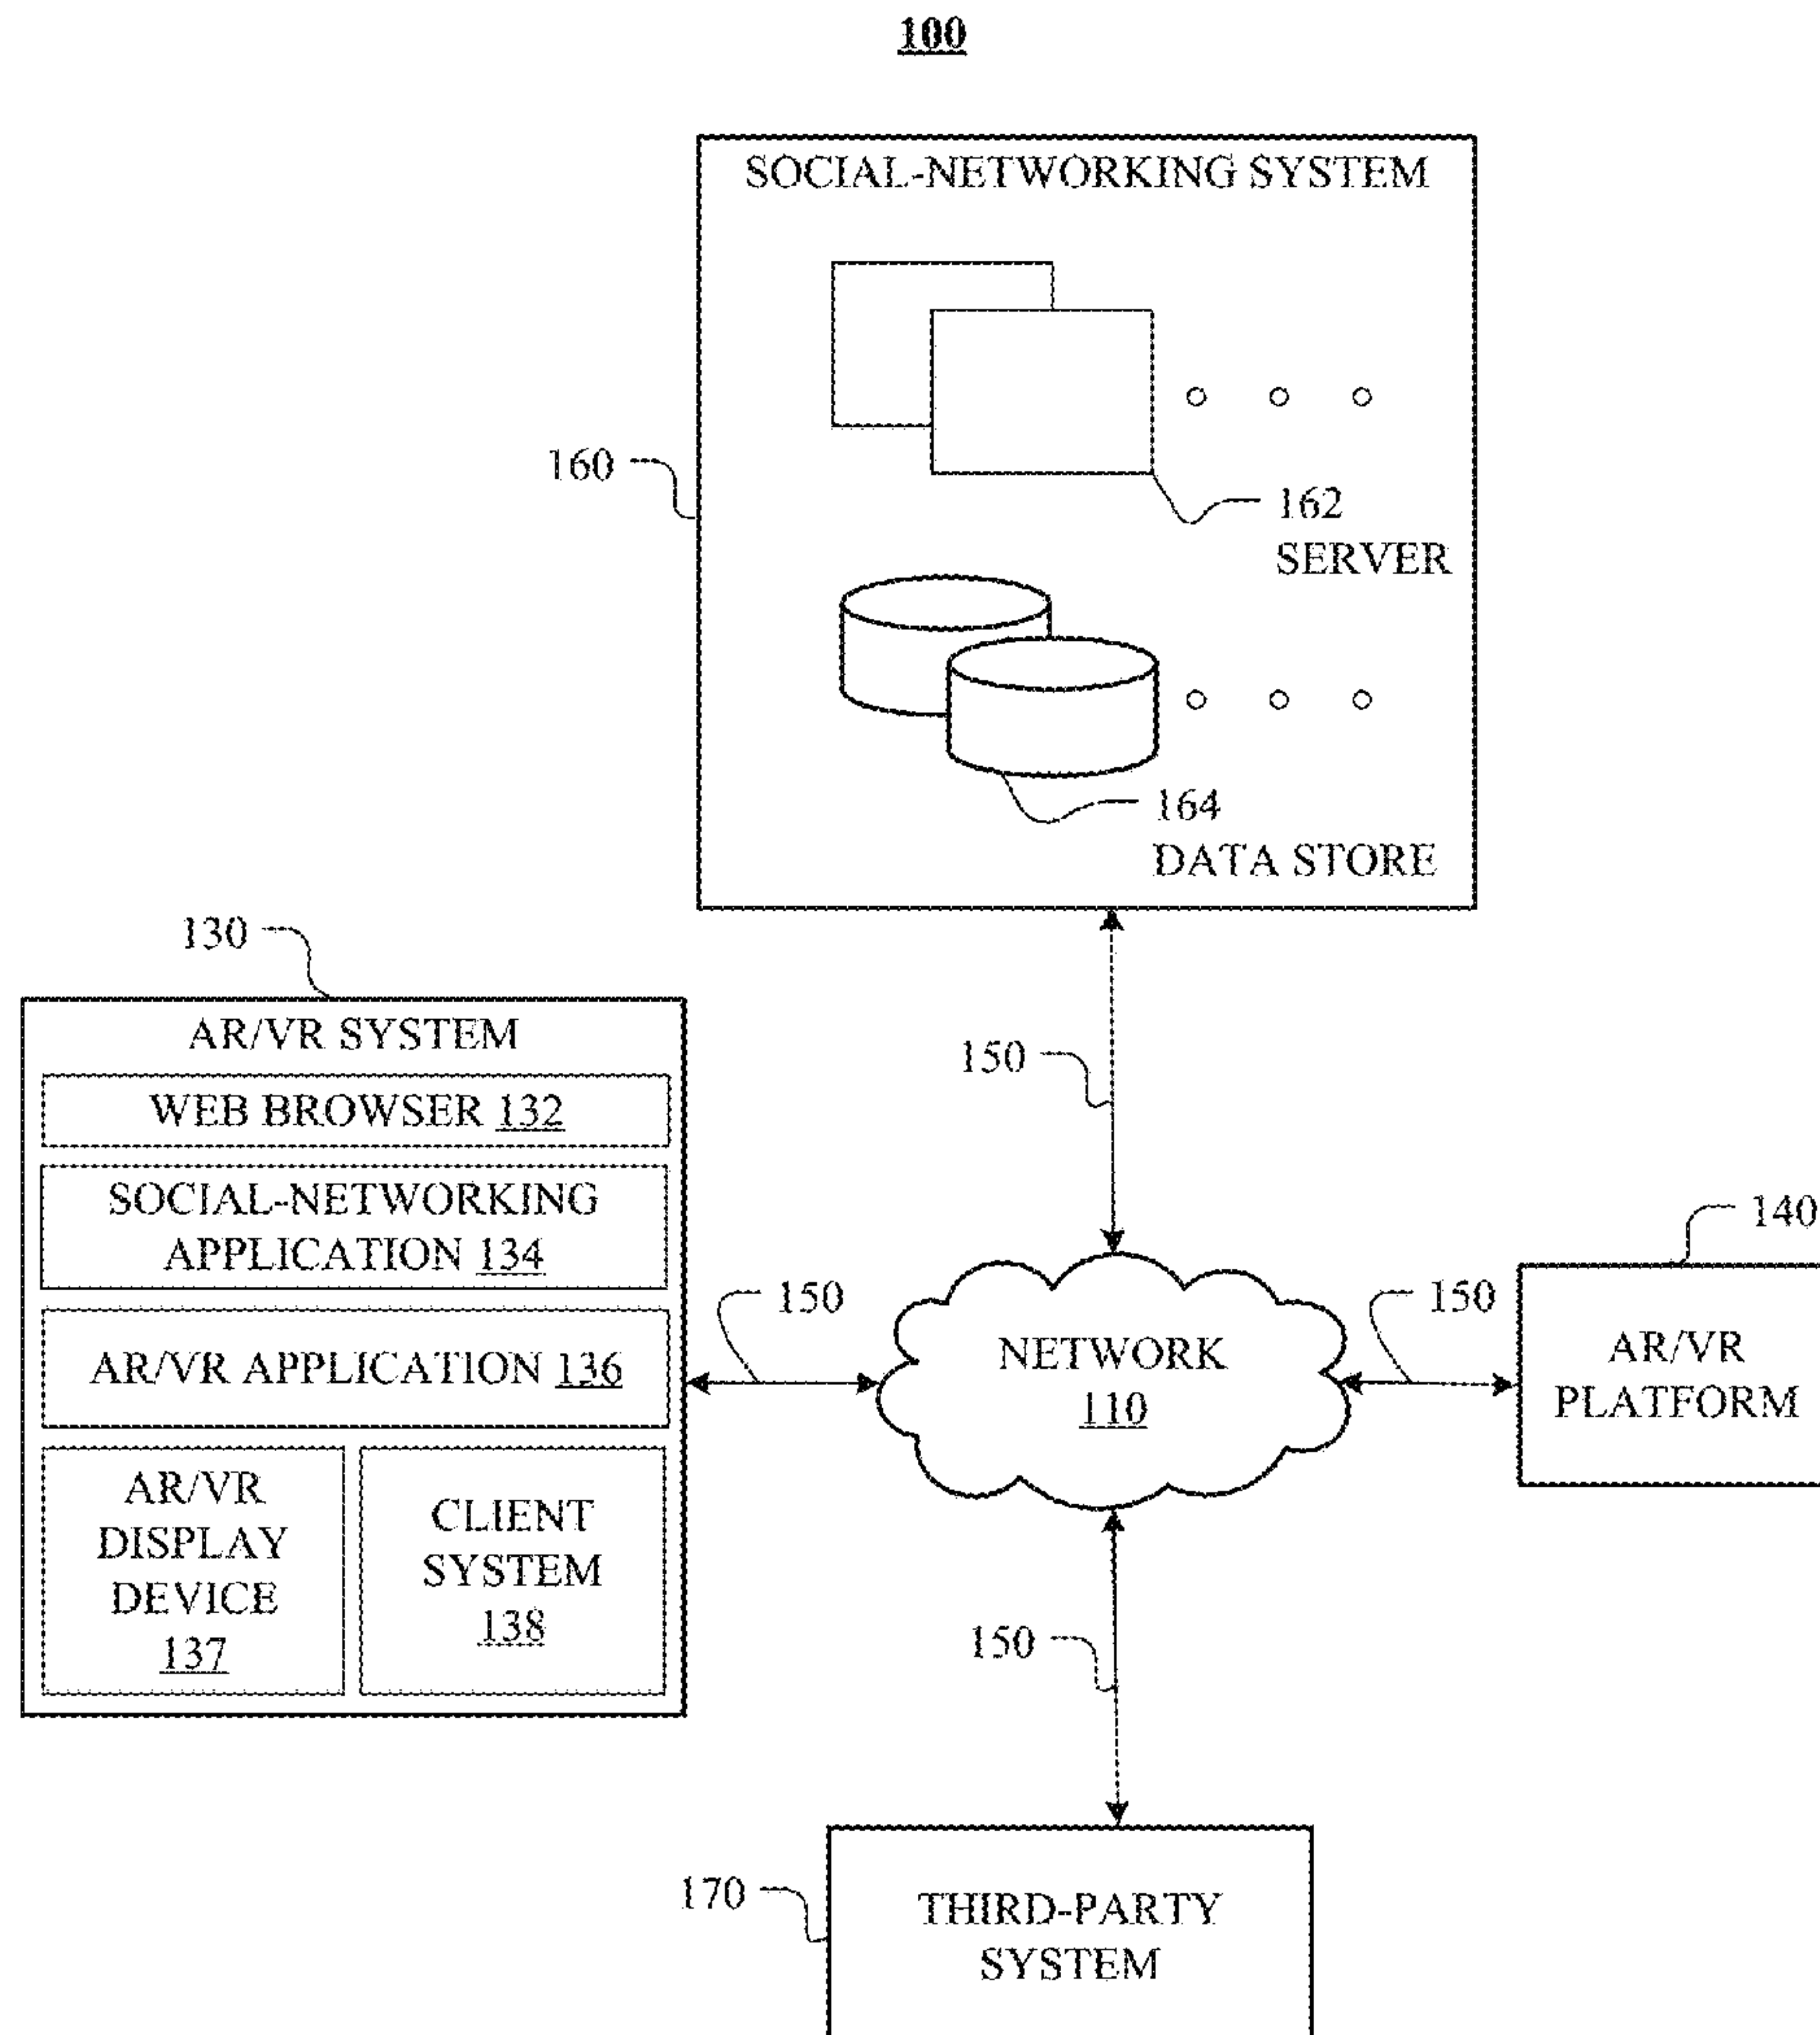 100
SOCIAL-NETWORKING SYSTEM
160
162
SERVER
164
DATA STORE
130
AR/VR SYSTEM
WEB BROWSER 132
SOCIAL-NETWORKING
APPLICATION 134
AR/VR APPLICATION 136
AR/VR
DISPLAY
DEVICE
137
CLIENT
SYSTEM
138
150
150
NETWORK
110
150
140
AR/VR
PLATFORM
150
170
THIRD-PARTY
SYSTEM